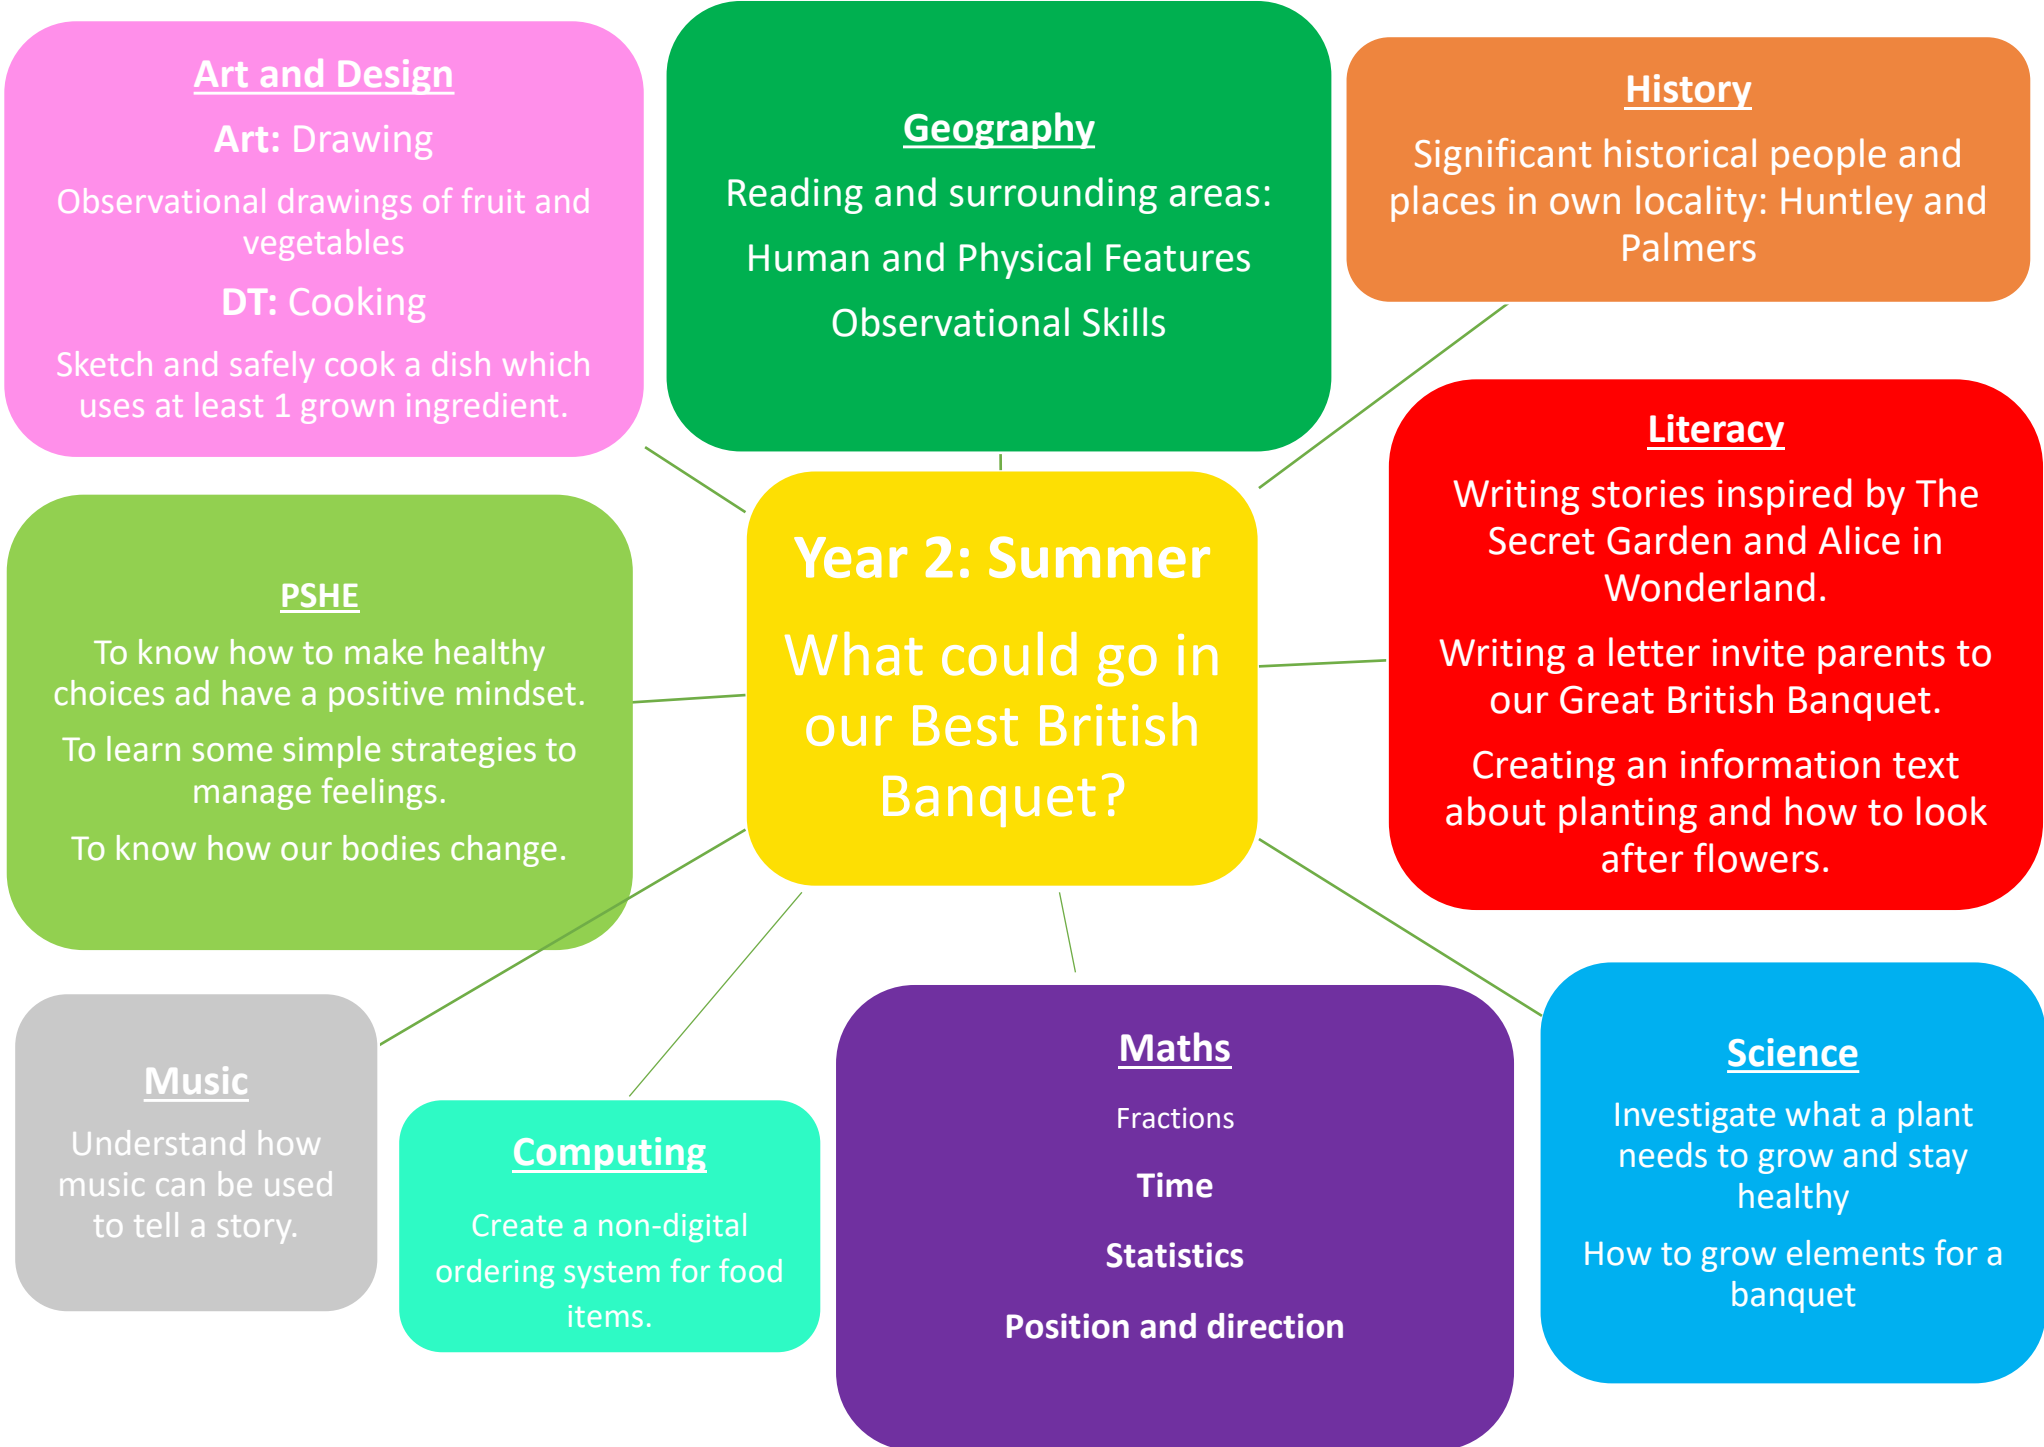 Art and Design
Art: Drawing
Observational drawings of fruit and
vegetables
DT: Cooking
Sketch and safely cook a dish which
uses at least 1 grown ingredient.
Geography
Reading and surrounding areas:
Human and Physical Features
Observational Skills
History
Significant historical people and
places in own locality: Huntley and
Palmers
PSHE
To know how to make healthy
choices ad have a positive mindset.
To learn some simple strategies to
manage feelings.
To know how our bodies change.
Year 2: Summer
What could go in
our Best British
Banquet?
Literacy
Writing stories inspired by The
Secret Garden and Alice in
Wonderland.
Writing a letter invite parents to
our Great British Banquet.
Creating an information text
about planting and how to look
after flowers.
Music
Understand how
music can be used
to tell a story.
Computing
Create a non-digital
ordering system for food
items.
Maths
Fractions
Time
Statistics
Position and direction
Science
Investigate what a plant
needs to grow and stay
healthy
How to grow elements for a
banquet